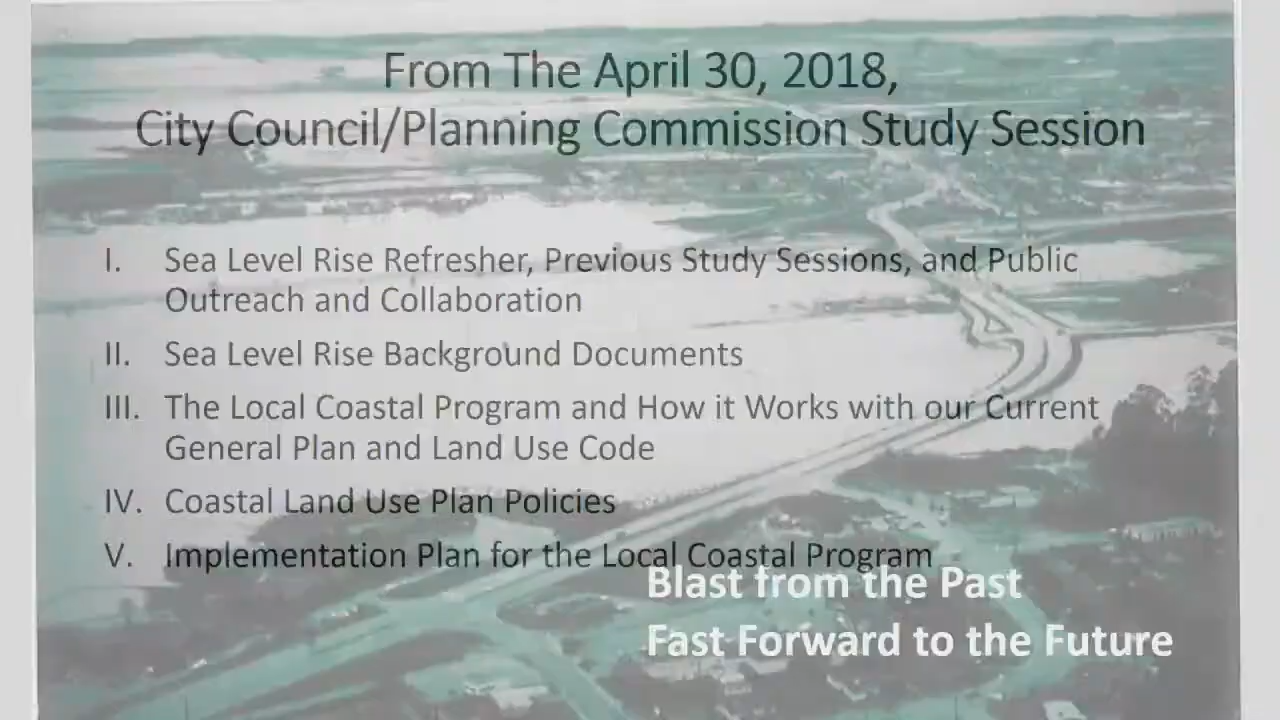 From The April 30, 2018,
City Council/Planning Commission Study Session
I. Sea Level Rise Refresher, Previous Study Sessions, and Public
Outreach and Collaboration
II. Sea Level Rise Background Documents
III. The Local Coastal Program and How it Works with our Current
General Plan and Land Use Code
IV. Coastal Land Use Plan Policies
V. Implementation Plan for the Local Coastal Program
Blast from the Past
Fast Forward to the Future